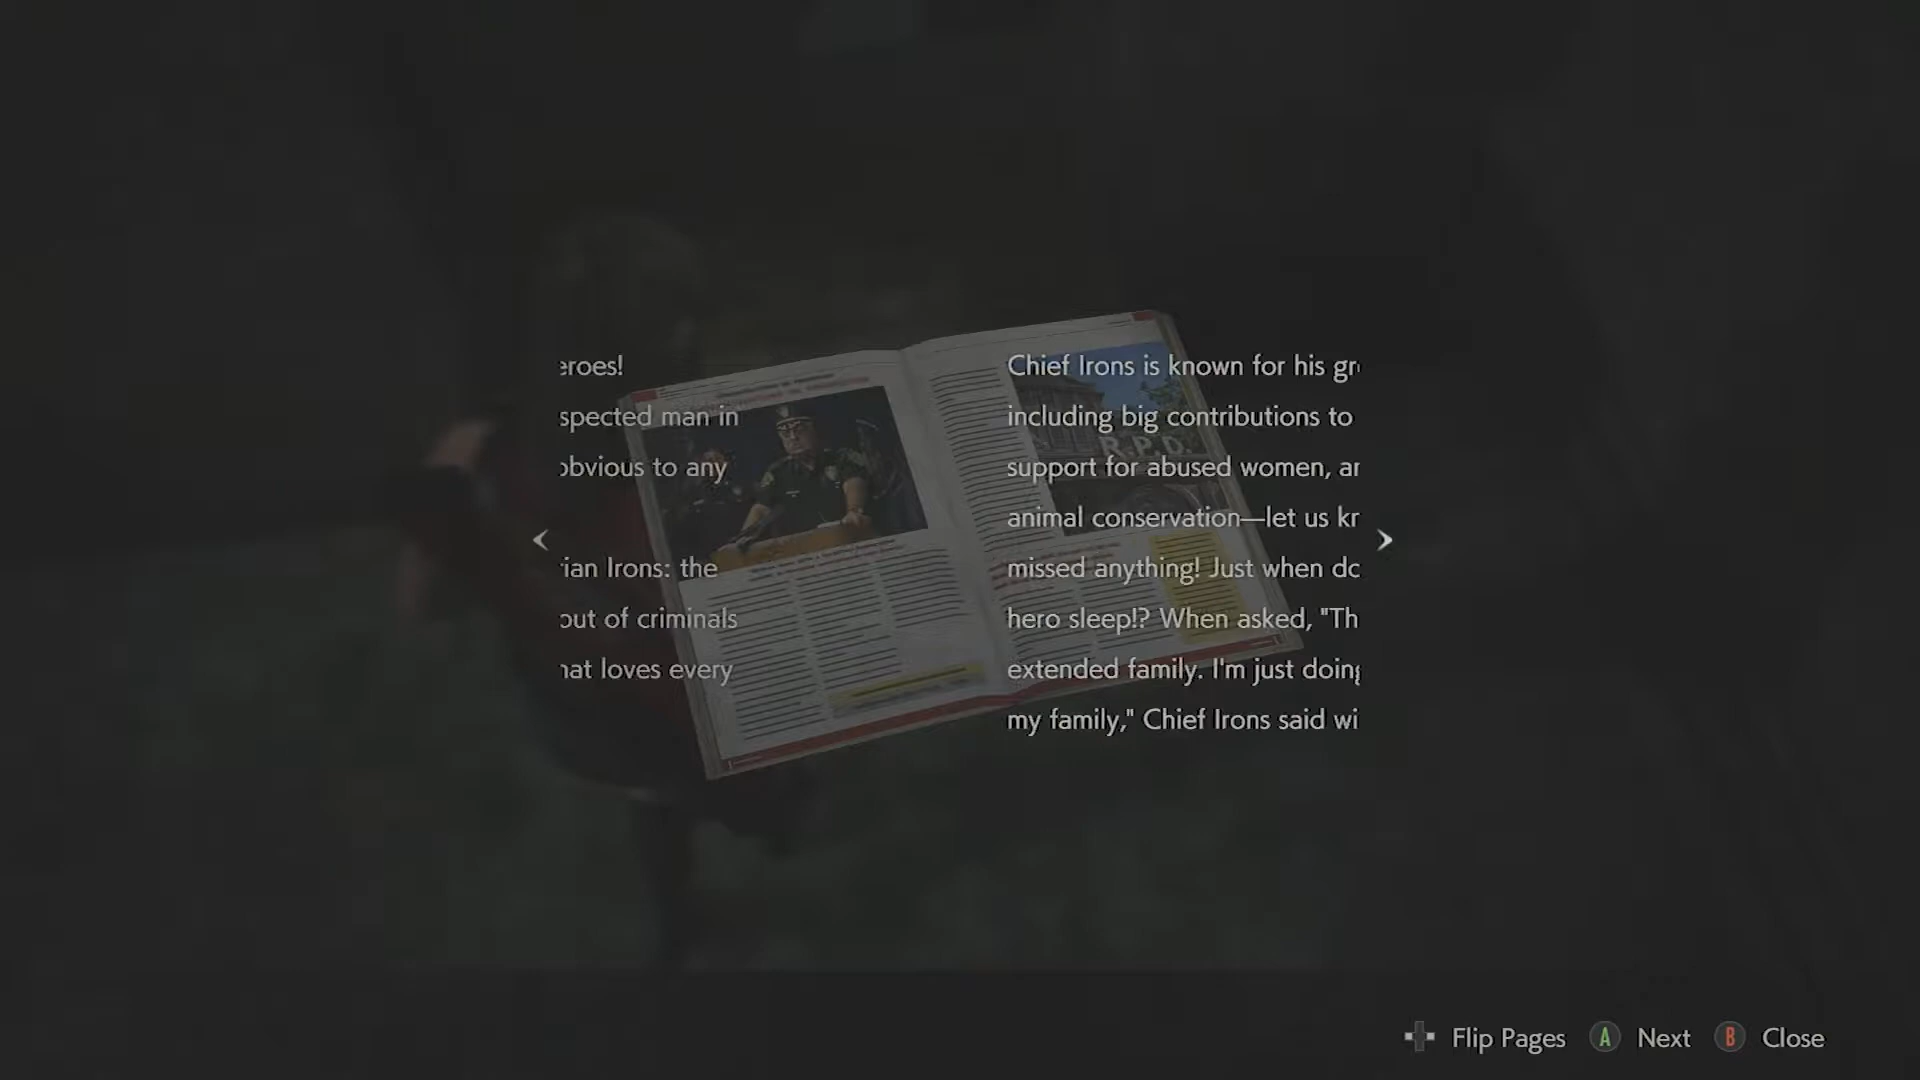 eroes!
spected man in
obvious to any
rian Irons: the
out of criminals
hat loves every
Chief Irons is known for his gr
including big contributions to
support for abused women, ar
animal conservation—let us kr
missed anything! Just when do
hero sleep!? When asked, "Th
extended family. I'm just doing
my family," Chief Irons said wi
R.P.D.
Flip Pages A Next B Close